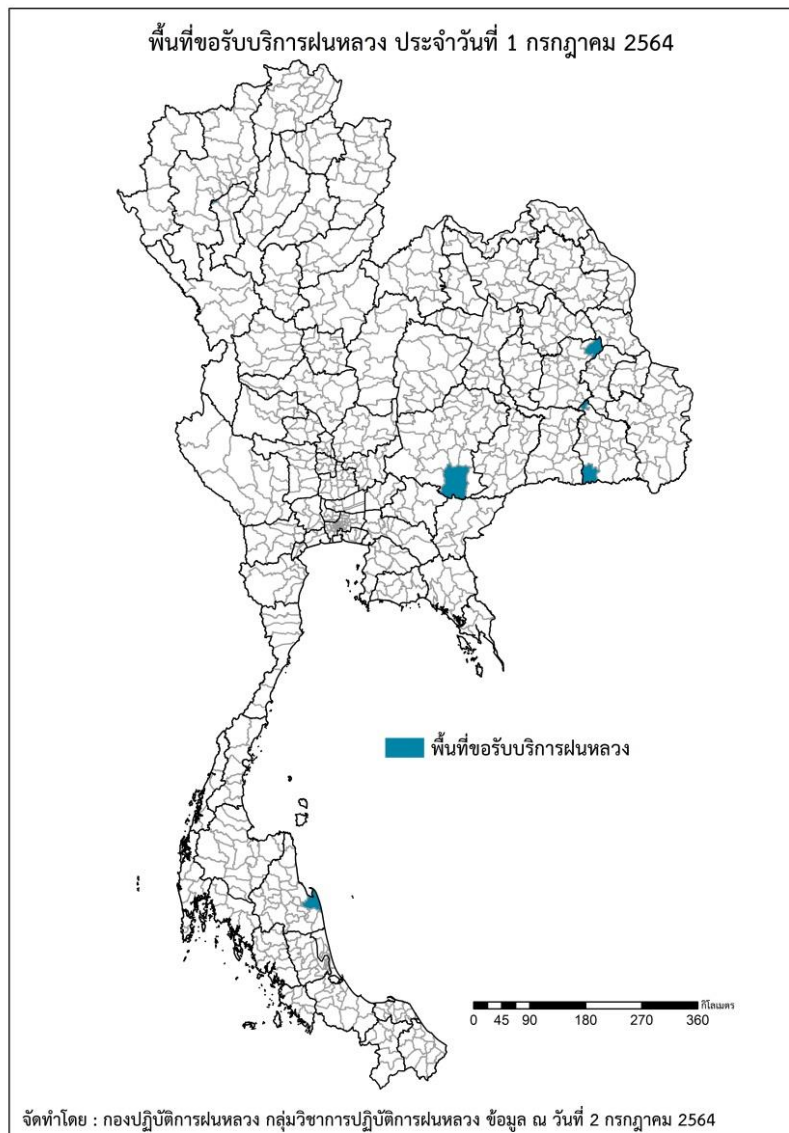 พื้นที่ขอรับบริการฝนหลวง ประจำวันที่ 1 กรกฎาคม 2564
พื้นที่ขอรับบริการฝนหลวง
กิโลเมตร
0 45 90 180 270 360
จัดทำโดย : กองปฏิบัติการฝนหลวง กลุ่มวิชาการปฏิบัติการฝนหลวง ข้อมูล ณ วันที่ 2 กรกฎาคม 2564